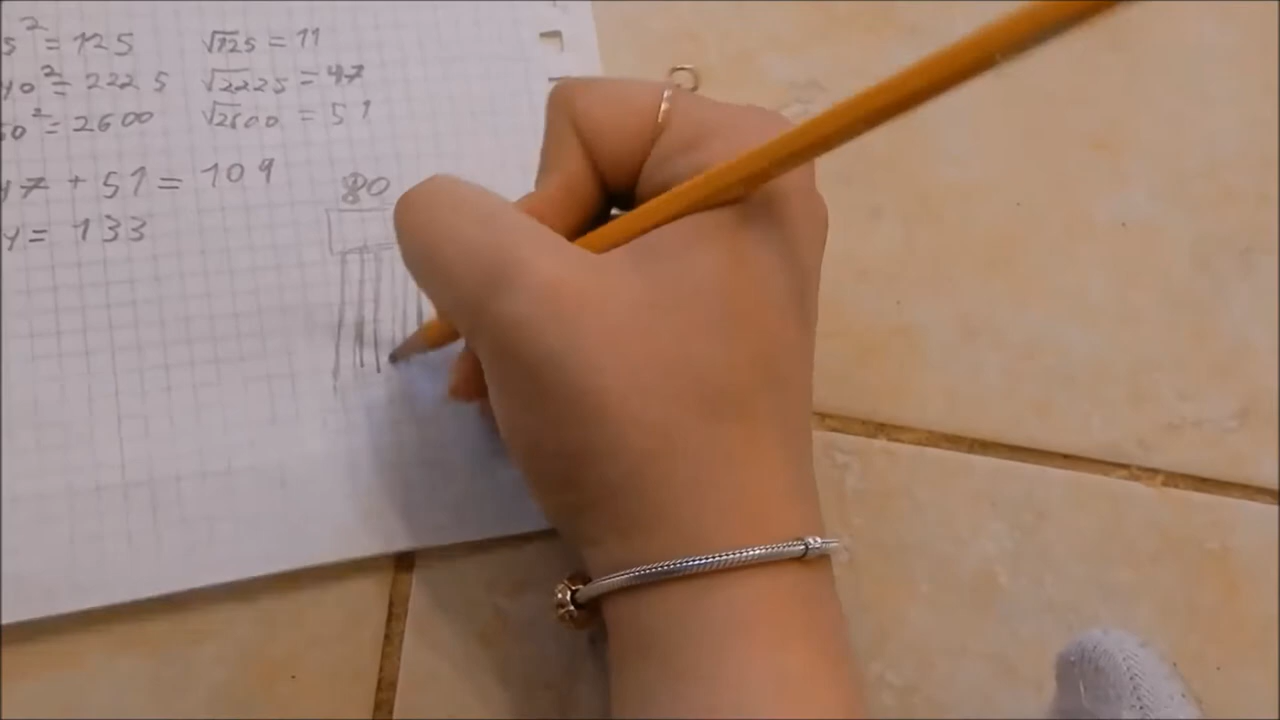 5² = 125 √125 = 11
40² = 2225 √2225 = 47
50² = 2600 √2600 = 51
47 + 51 = 109
y = 133
80